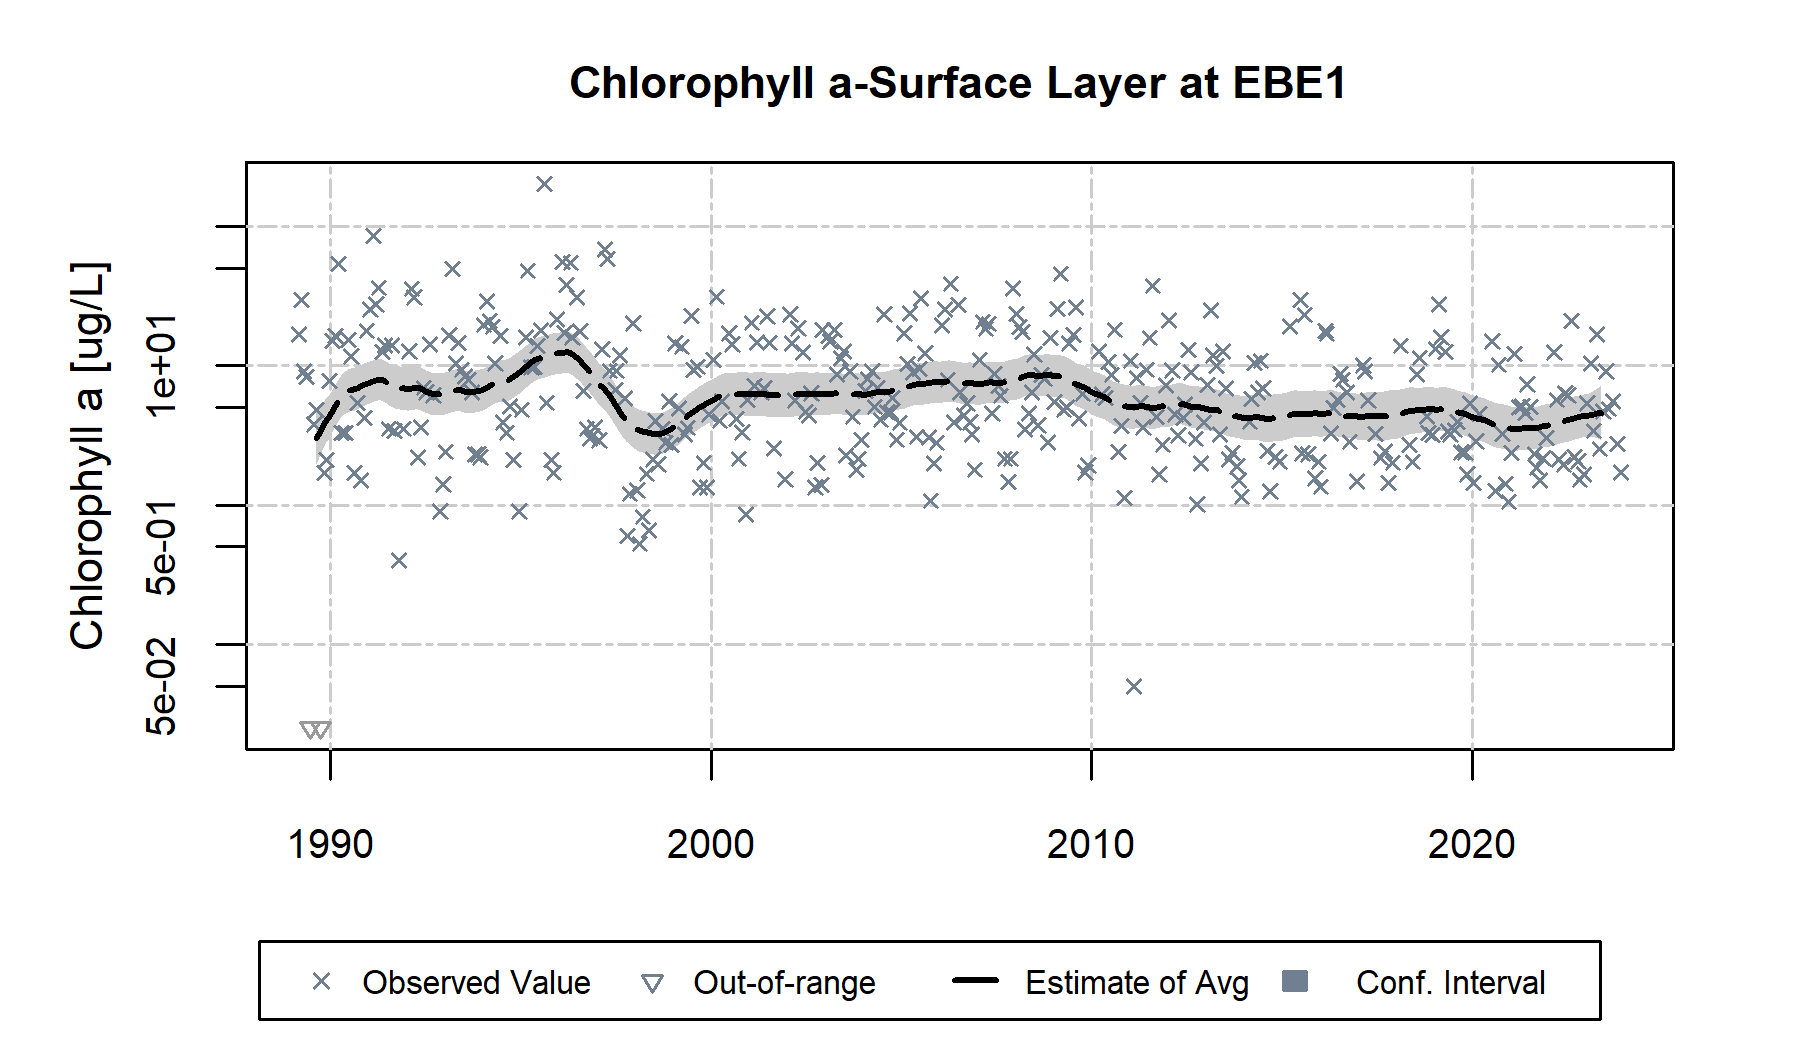 Chlorophyll a-Surface Layer at EBE1
Chlorophyll a [ug/L]
1e+01
5e-01
5e-02
1990
2000
2010
2020
Observed Value
Out-of-range
Estimate of Avg
Conf. Interval